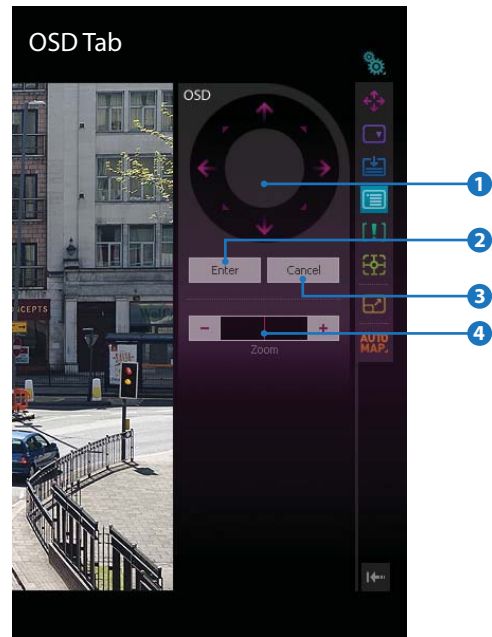 OSD Tab
OSD
1
2
Enter
Cancel
3
CEPTS
-
+
4
Zoom
AUTO
MAP.